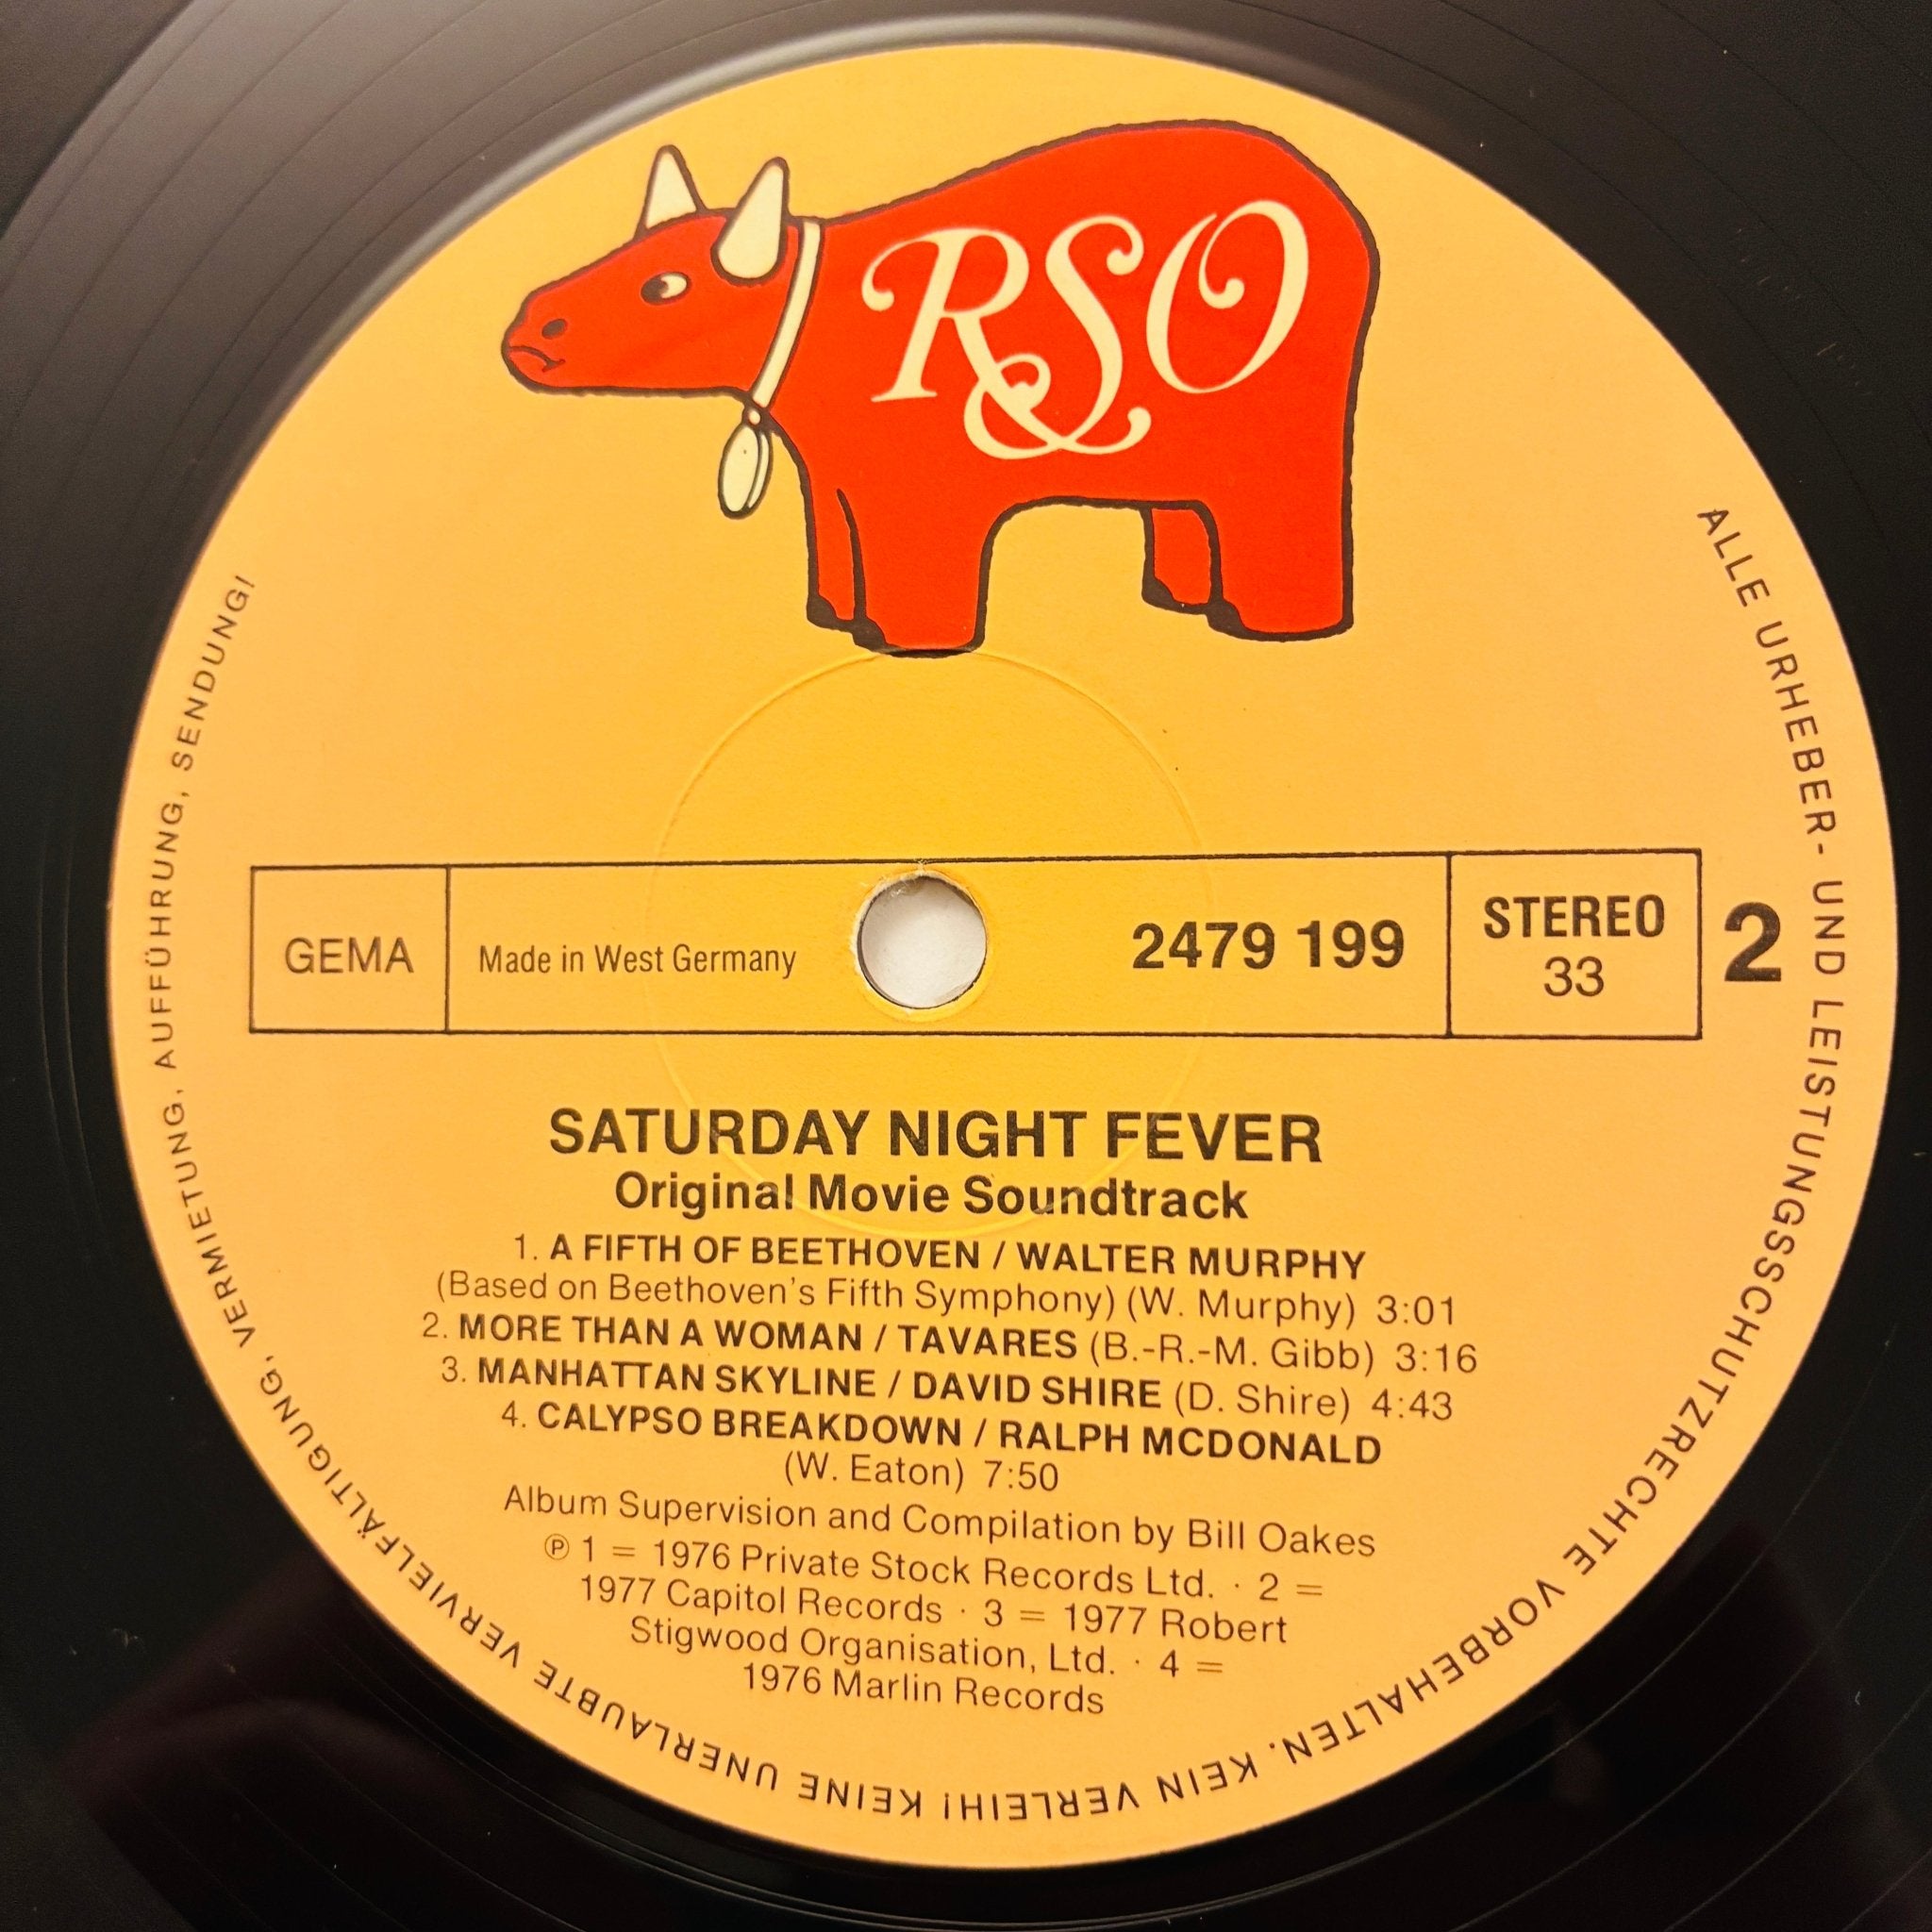 RSO
GEMA
Made in West Germany
2479 199
STEREO
33
2
SATURDAY NIGHT FEVER
Original Movie Soundtrack
1. A FIFTH OF BEETHOVEN / WALTER MURPHY
(Based on Beethoven's Fifth Symphony) (W. Murphy) 3:01
2. MORE THAN A WOMAN / TAVARES (B.-R.-M. Gibb) 3:16
3. MANHATTAN SKYLINE / DAVID SHIRE (D. Shire) 4:43
4. CALYPSO BREAKDOWN / RALPH MCDONALD
(W. Eaton) 7:50
Album Supervision and Compilation by Bill Oakes
℗ 1 = 1976 Private Stock Records Ltd. · 2 =
1977 Capitol Records · 3 = 1977 Robert
Stigwood Organisation, Ltd. · 4 =
1976 Marlin Records
ALLE URHEBER- UND LEISTUNGSSCHUTZRECHTE VORBEHALTEN. KEIN VERLEIH! KEINE UNERLAUBTE VERVIELFÄLTIGUNG, VERMIETUNG, AUFFÜHRUNG, SENDUNG!